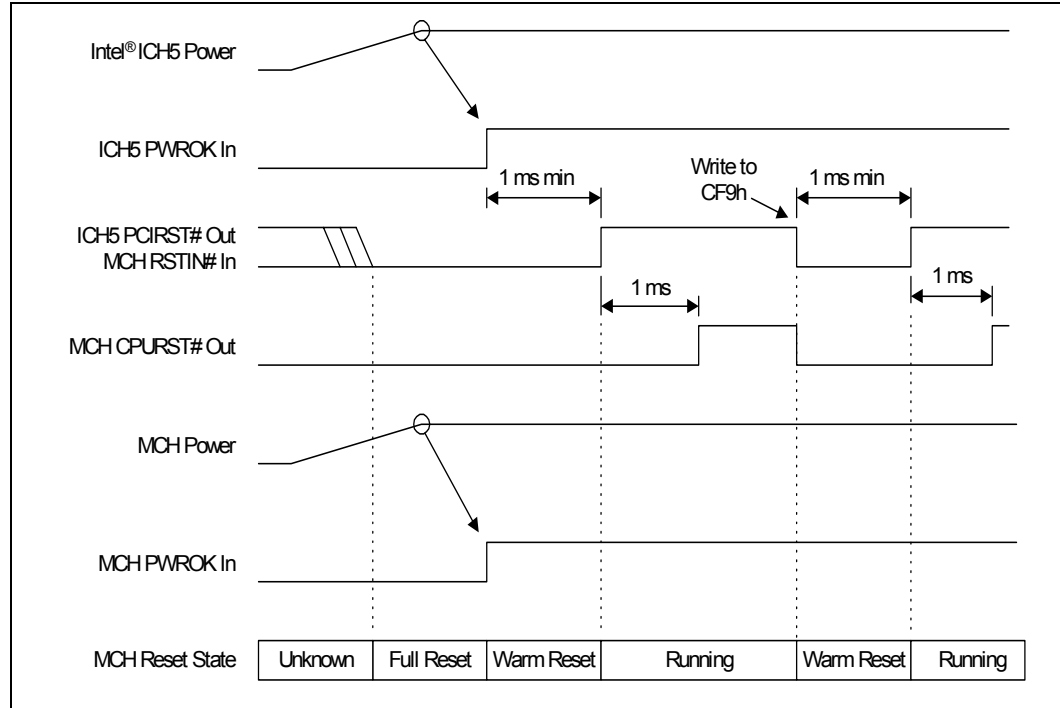 Intel® ICH5 Power
ICH5 PWROK In
1 ms min
Write to
CF9h
1 ms min
ICH5 PCIRST# Out
MCH RSTIN# In
1 ms
1 ms
MCH CPURST# Out
MCH Power
MCH PWROK In
MCH Reset State
Unknown
Full Reset
Warm Reset
Running
Warm Reset
Running